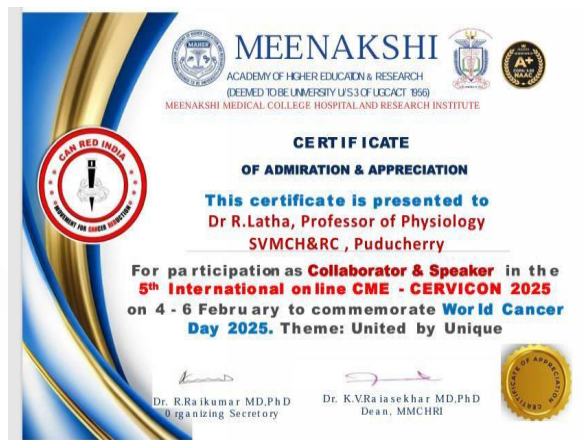 MEENAKSHI
ACADEMY OF HIGHER EDUCATION & RESEARCH
(DEEMED TO BE UNIVERSITY U/S 3 OF UGC ACT 1956)
MEENAKSHI MEDICAL COLLEGE HOSPITAL AND RESEARCH INSTITUTE
MAHER
A+
NAAC
CERTIFICATE
OF ADMIRATION & APPRECIATION
CAN RED INDIA
MOVEMENT FOR CANCER REDUCTION
This certificate is presented to
Dr R.Latha, Professor of Physiology
SVMCH&RC , Puducherry
For participation as Collaborator & Speaker in the
5th International online CME - CERVICON 2025
on 4 - 6 February to commemorate World Cancer
Day 2025. Theme: United by Unique
Dr. R.Raikumar MD,PhD
Organizing Secretory
Dr. K.V.Raiasekhar MD,PhD
Dean, MMCHRI
CERTIFICATE OF APPRECIATION